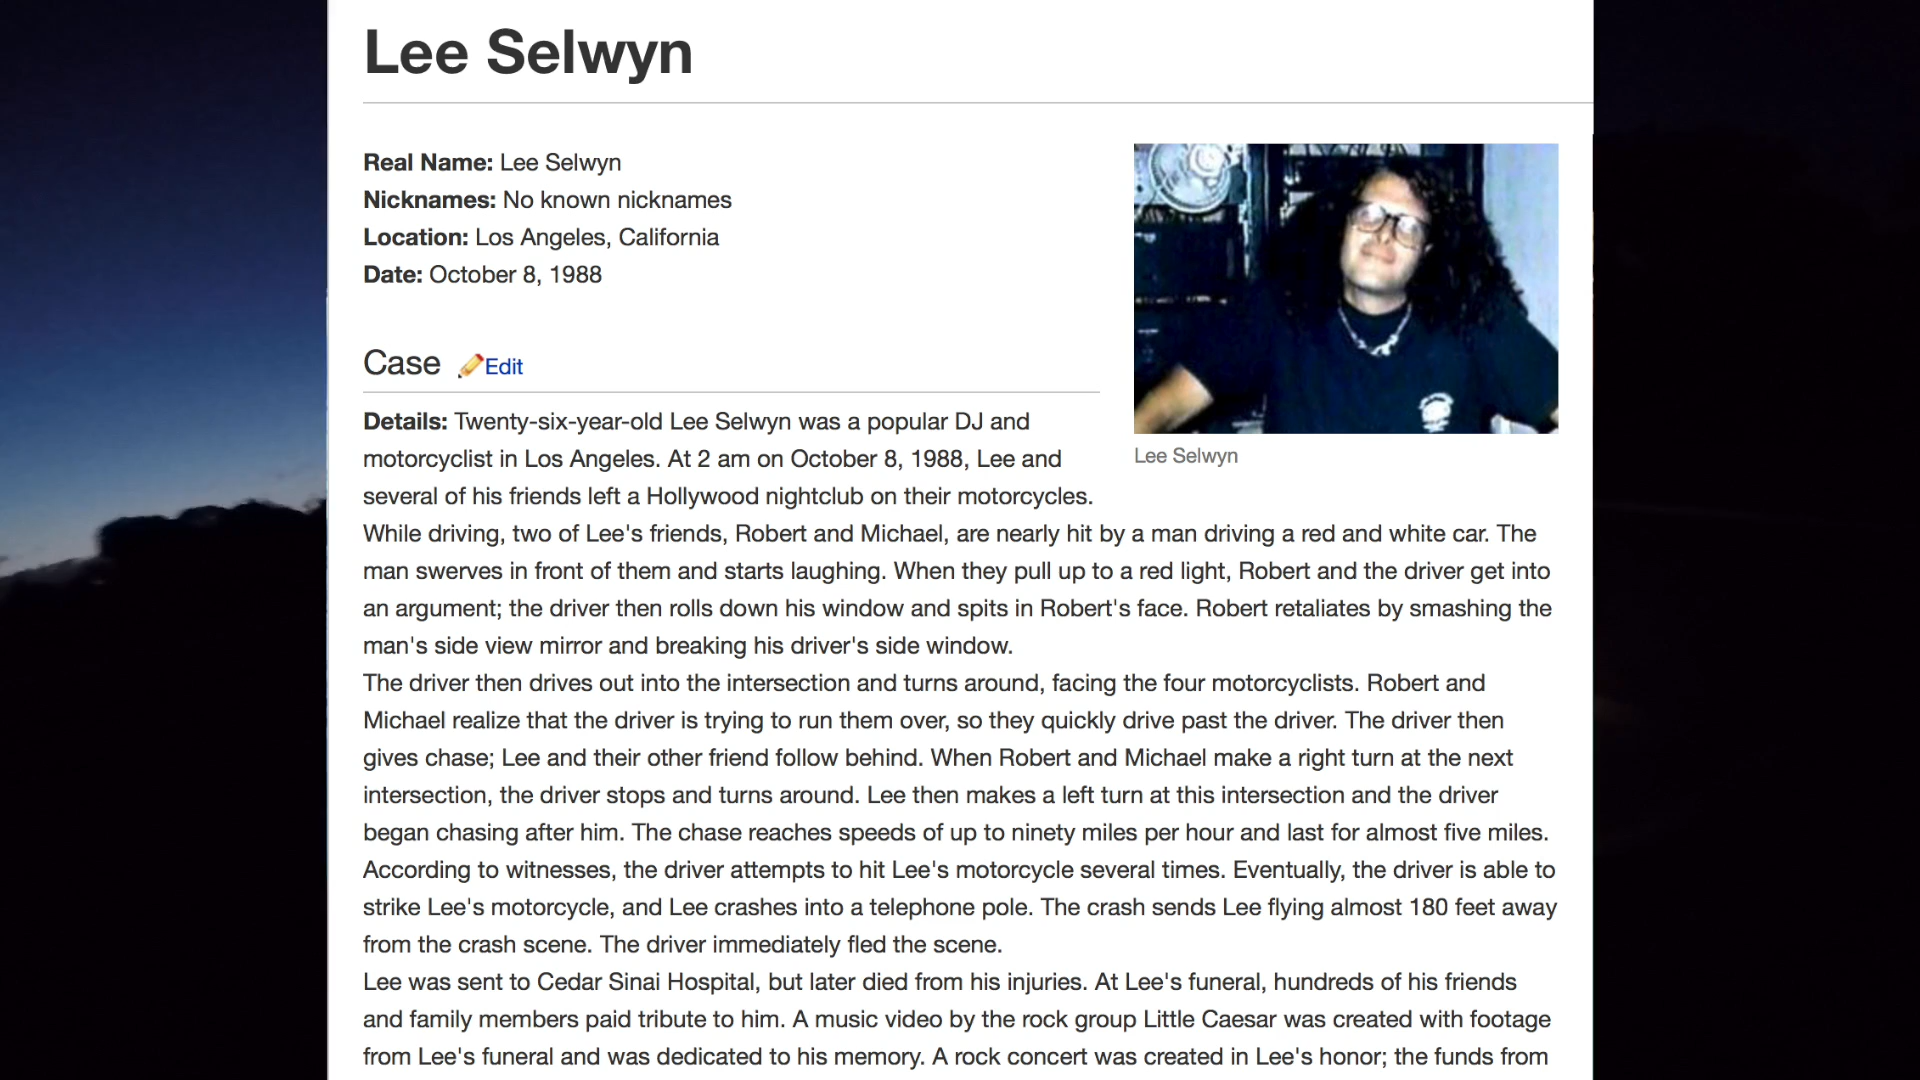 Lee Selwyn
Real Name: Lee Selwyn
Nicknames: No known nicknames
Location: Los Angeles, California
Date: October 8, 1988
Lee Selwyn
Case Edit
Details: Twenty-six-year-old Lee Selwyn was a popular DJ and
motorcyclist in Los Angeles. At 2 am on October 8, 1988, Lee and
several of his friends left a Hollywood nightclub on their motorcycles.
While driving, two of Lee's friends, Robert and Michael, are nearly hit by a man driving a red and white car. The
man swerves in front of them and starts laughing. When they pull up to a red light, Robert and the driver get into
an argument; the driver then rolls down his window and spits in Robert's face. Robert retaliates by smashing the
man's side view mirror and breaking his driver's side window.
The driver then drives out into the intersection and turns around, facing the four motorcyclists. Robert and
Michael realize that the driver is trying to run them over, so they quickly drive past the driver. The driver then
gives chase; Lee and their other friend follow behind. When Robert and Michael make a right turn at the next
intersection, the driver stops and turns around. Lee then makes a left turn at this intersection and the driver
began chasing after him. The chase reaches speeds of up to ninety miles per hour and last for almost five miles.
According to witnesses, the driver attempts to hit Lee's motorcycle several times. Eventually, the driver is able to
strike Lee's motorcycle, and Lee crashes into a telephone pole. The crash sends Lee flying almost 180 feet away
from the crash scene. The driver immediately fled the scene.
Lee was sent to Cedar Sinai Hospital, but later died from his injuries. At Lee's funeral, hundreds of his friends
and family members paid tribute to him. A music video by the rock group Little Caesar was created with footage
from Lee's funeral and was dedicated to his memory. A rock concert was created in Lee's honor; the funds from